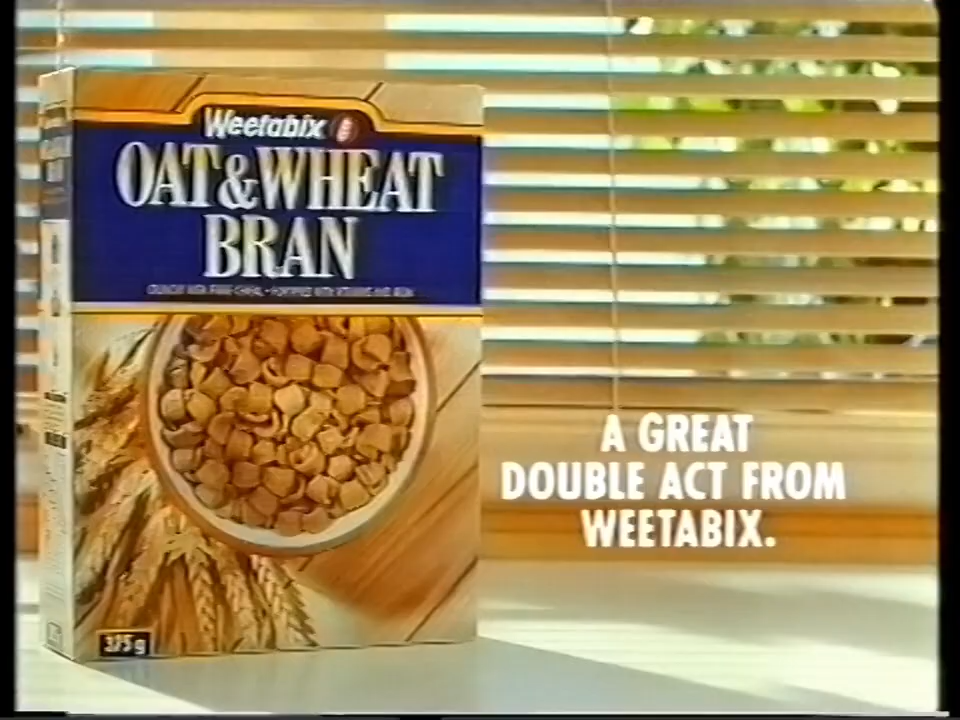 Weetabix
OAT & WHEAT
BRAN
375g
A GREAT
DOUBLE ACT FROM
WEETABIX.